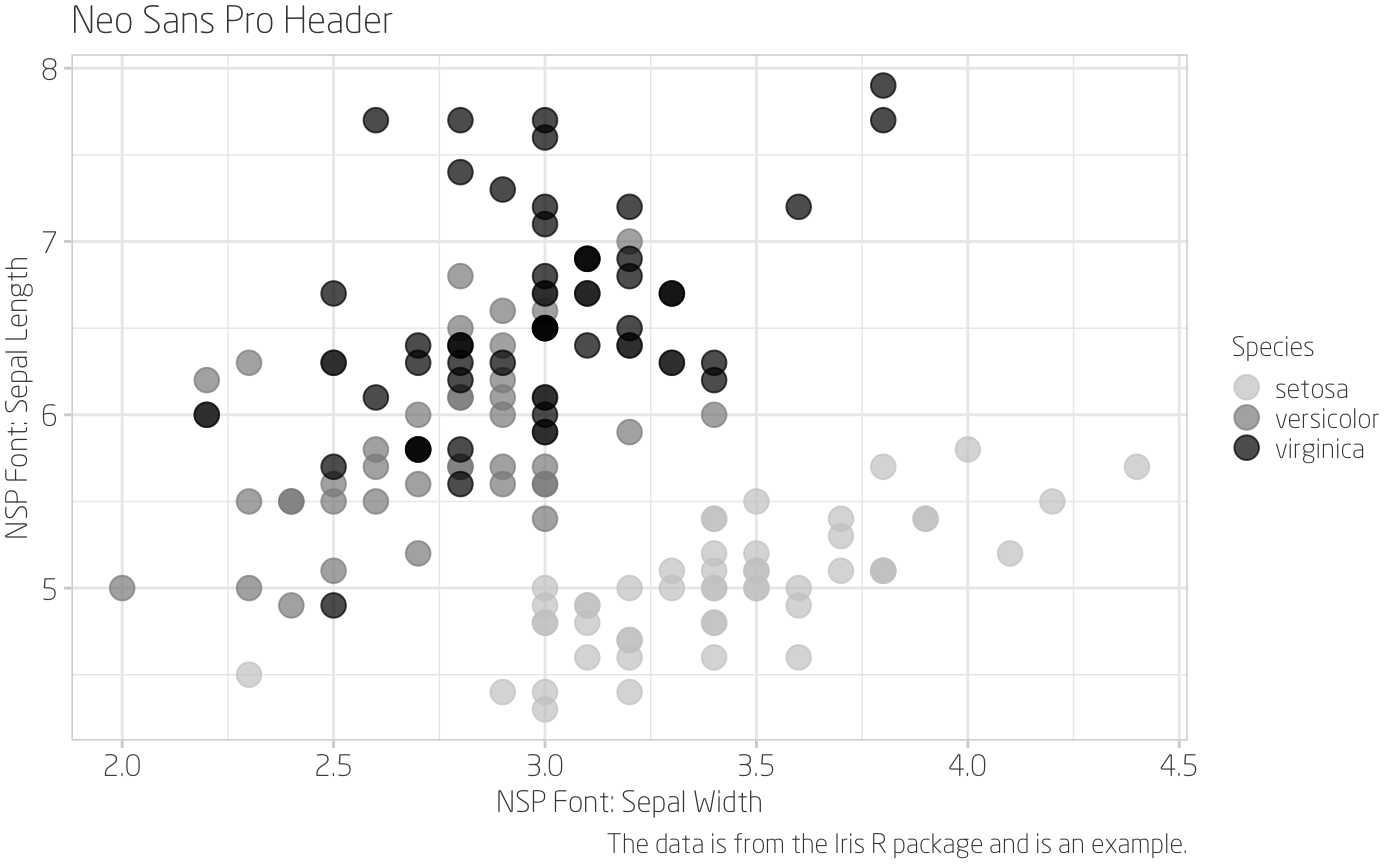 Neo Sans Pro Header
8
7
6
5
NSP Font: Sepal Length
2.0 2.5 3.0 3.5 4.0 4.5
NSP Font: Sepal Width
Species
setosa
versicolor
virginica
The data is from the Iris R package and is an example.